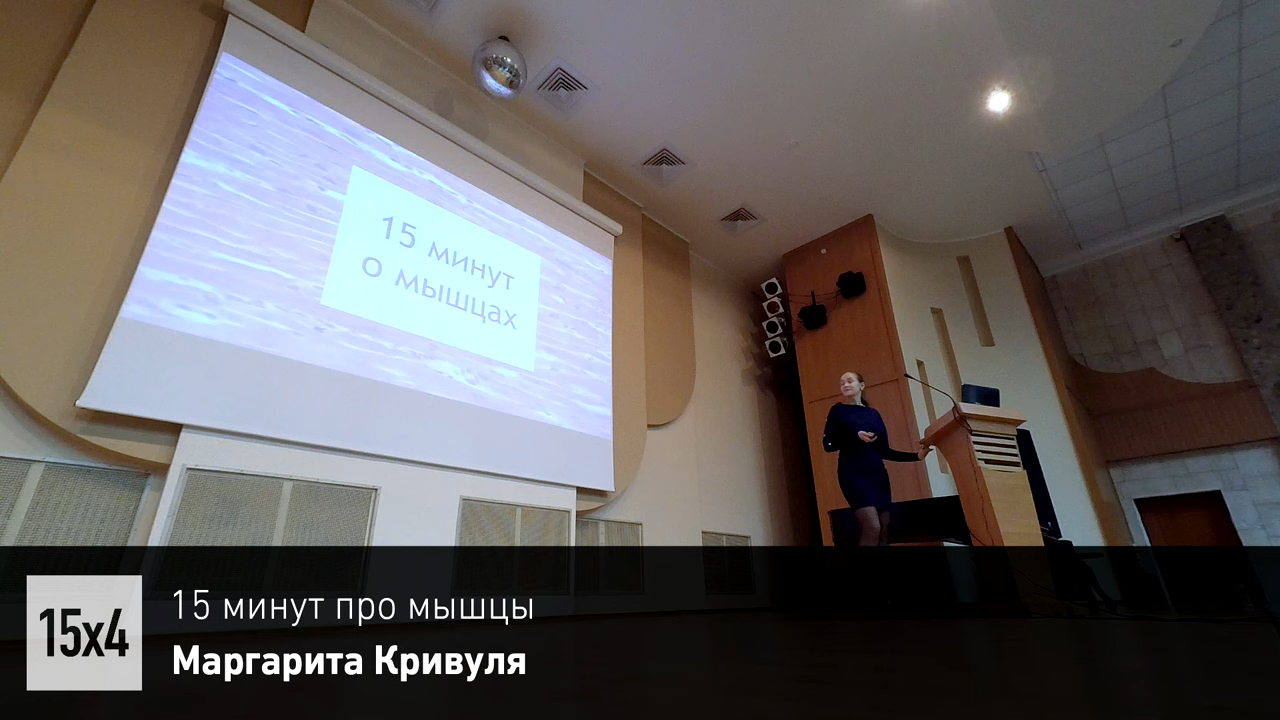 15 минут
о мышцах
15x4
15 минут про мышцы
Маргарита Кривуля